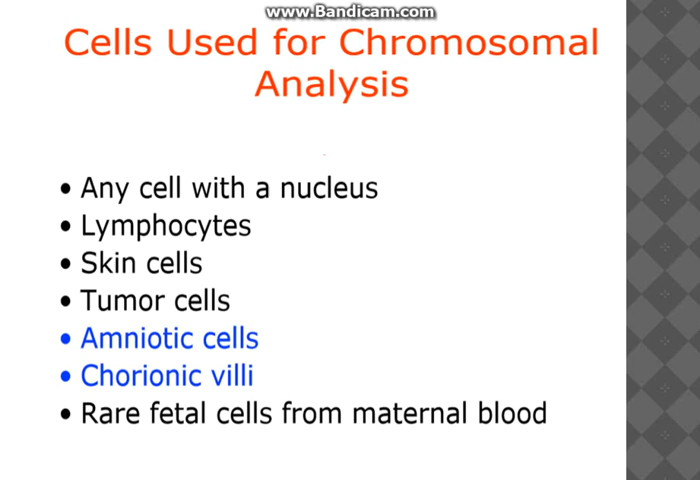 www.Bandicam.com
Cells Used for Chromosomal
Analysis
• Any cell with a nucleus
• Lymphocytes
• Skin cells
• Tumor cells
• Amniotic cells
• Chorionic villi
• Rare fetal cells from maternal blood